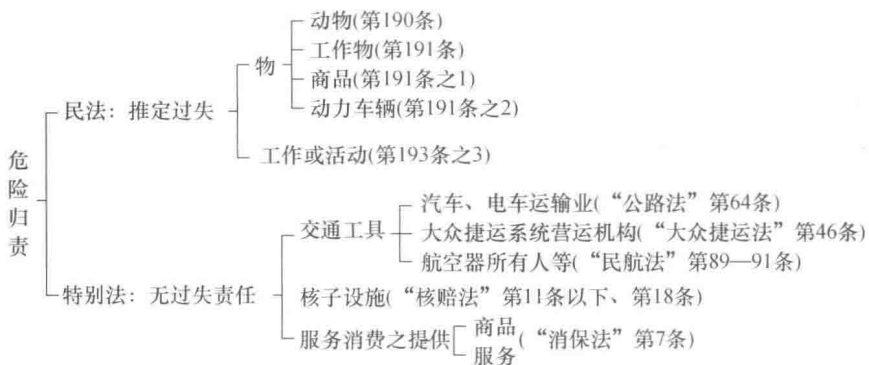 危险归责
民法：推定过失
物
动物(第190条)
工作物(第191条)
商品(第191条之1)
动力车辆(第191条之2)
工作或活动(第193条之3)
特别法：无过失责任
交通工具
汽车、电车运输业(“公路法”第64条)
大众捷运系统营运机构(“大众捷运法”第46条)
航空器所有人等(“民航法”第89—91条)
核子设施(“核赔法”第11条以下、第18条)
服务消费之提供
商品
服务
(“消保法”第7条)